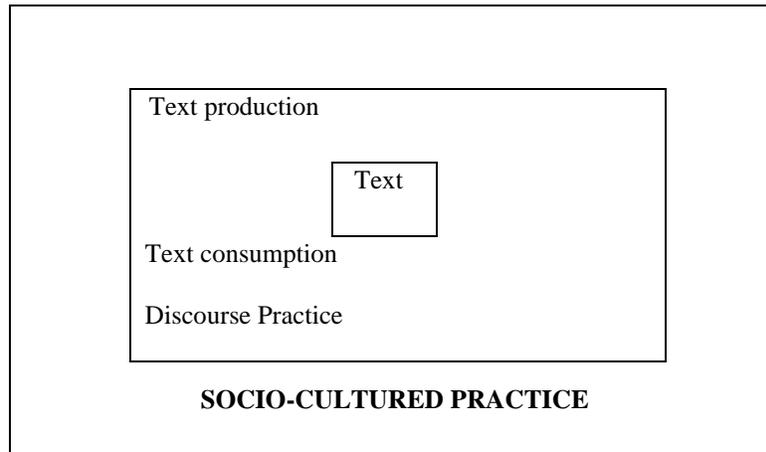 Text production
Text
Text consumption
Discourse Practice
SOCIO-CULTURED PRACTICE